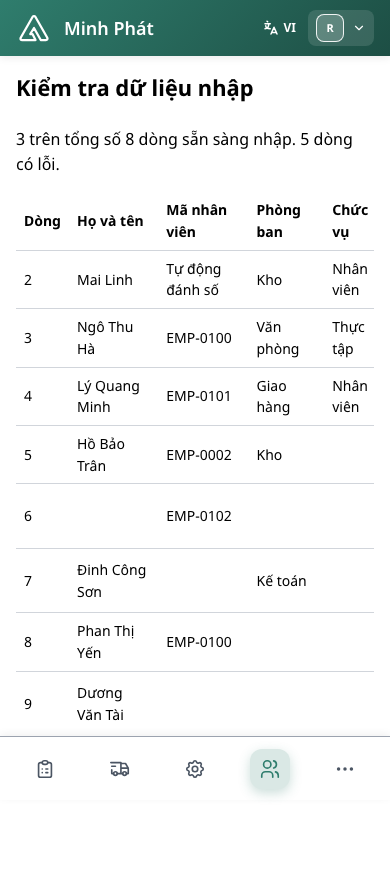 Minh Phát
VI
R
Kiểm tra dữ liệu nhập
3 trên tổng số 8 dòng sẵn sàng nhập. 5 dòng
có lỗi.
Dòng Họ và tên Mã nhân viên Phòng ban Chức vụ
2 Mai Linh Tự động đánh số Kho Nhân viên
3 Ngô Thu Hà EMP-0100 Văn phòng Thực tập
4 Lý Quang Minh EMP-0101 Giao hàng Nhân viên
5 Hồ Bảo Trân EMP-0002 Kho
6 EMP-0102
7 Đinh Công Sơn Kế toán
8 Phan Thị Yến EMP-0100
9 Dương Văn Tài